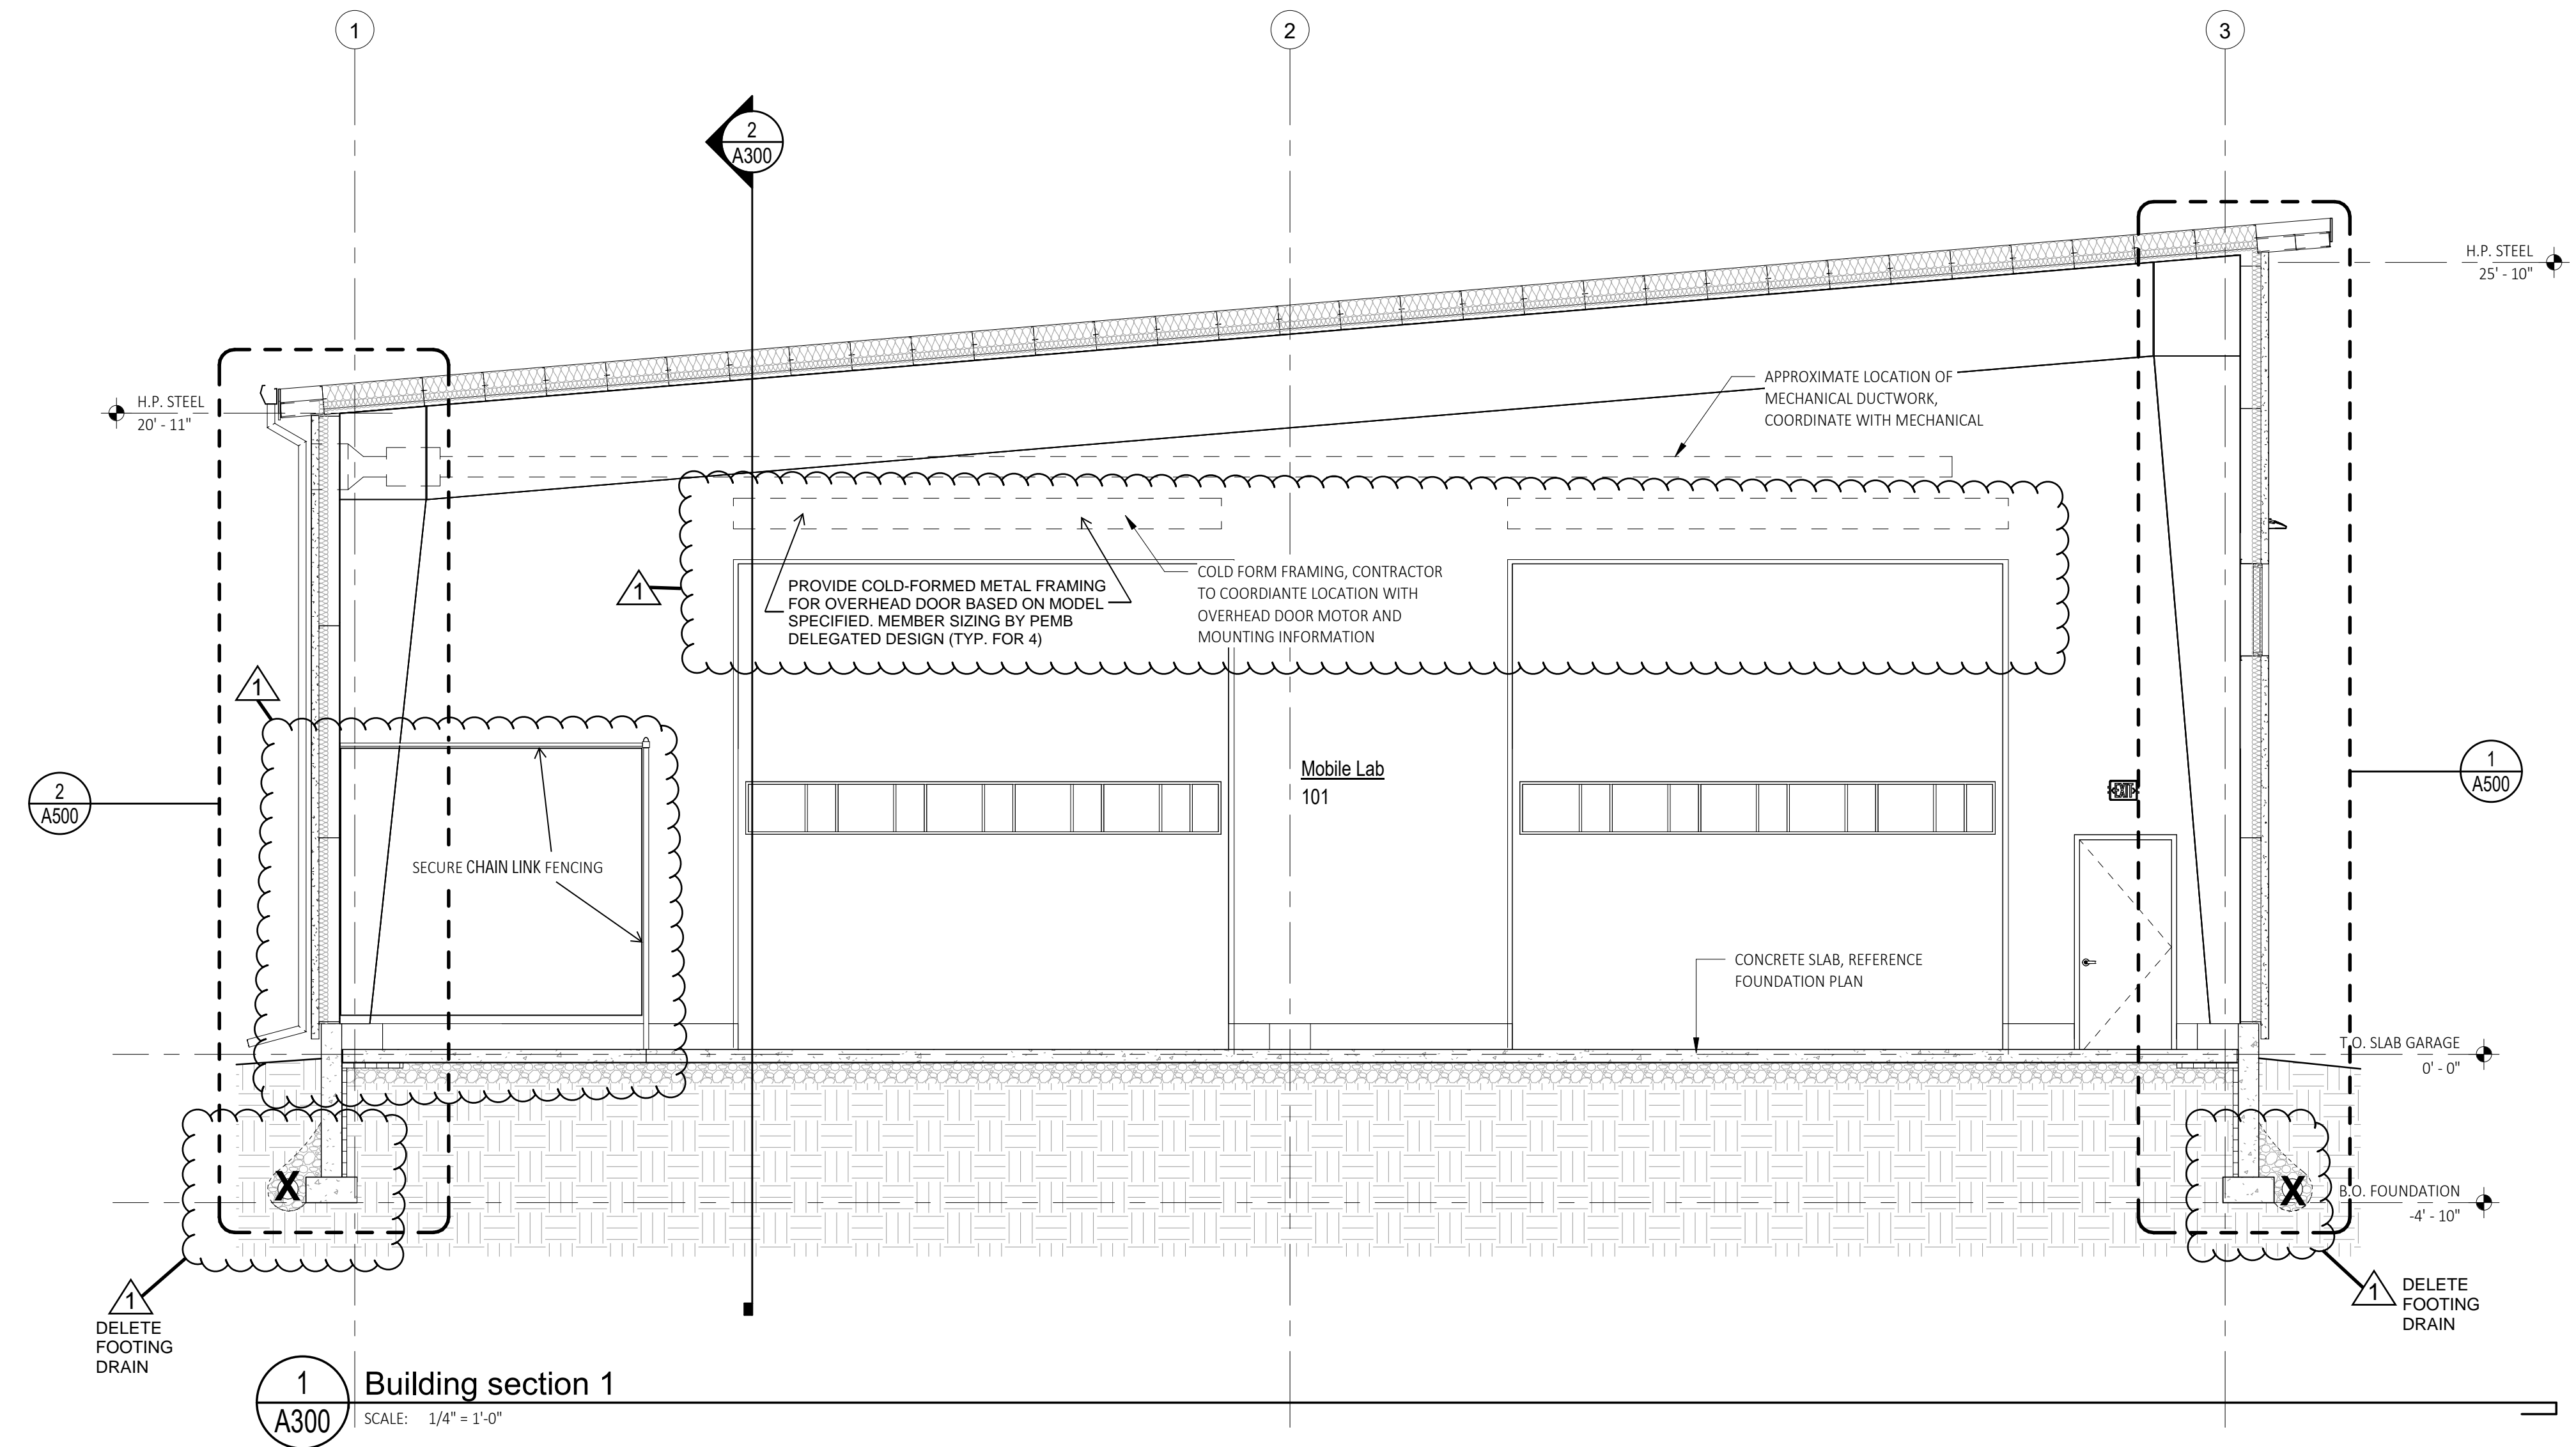 1
2
3
2
A300
H.P. STEEL
25' - 10"
H.P. STEEL
20' - 11"
APPROXIMATE LOCATION OF
MECHANICAL DUCTWORK,
COORDINATE WITH MECHANICAL
1
PROVIDE COLD-FORMED METAL FRAMING
FOR OVERHEAD DOOR BASED ON MODEL
SPECIFIED. MEMBER SIZING BY PEMB
DELEGATED DESIGN (TYP. FOR 4)
COLD FORM FRAMING, CONTRACTOR
TO COORDIANTE LOCATION WITH
OVERHEAD DOOR MOTOR AND
MOUNTING INFORMATION
1
2
A500
Mobile Lab
101
EXIT
1
A500
SECURE CHAIN LINK FENCING
CONCRETE SLAB, REFERENCE
FOUNDATION PLAN
T.O. SLAB GARAGE
0' - 0"
X
X
B.O. FOUNDATION
-4' - 10"
1
DELETE
FOOTING
DRAIN
1
DELETE
FOOTING
DRAIN
1
A300
Building section 1
SCALE: 1/4" = 1'-0"